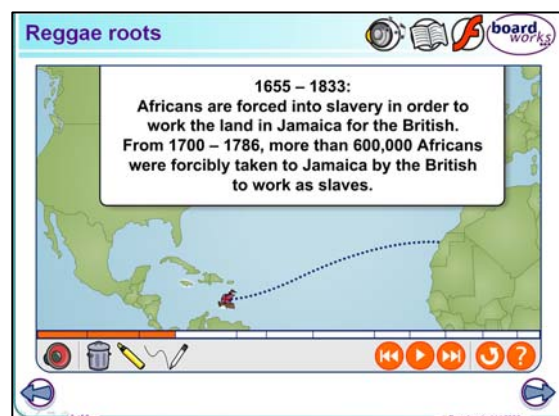 Reggae roots
board
works
1655 – 1833:
Africans are forced into slavery in order to
work the land in Jamaica for the British.
From 1700 – 1786, more than 600,000 Africans
were forcibly taken to Jamaica by the British
to work as slaves.
?